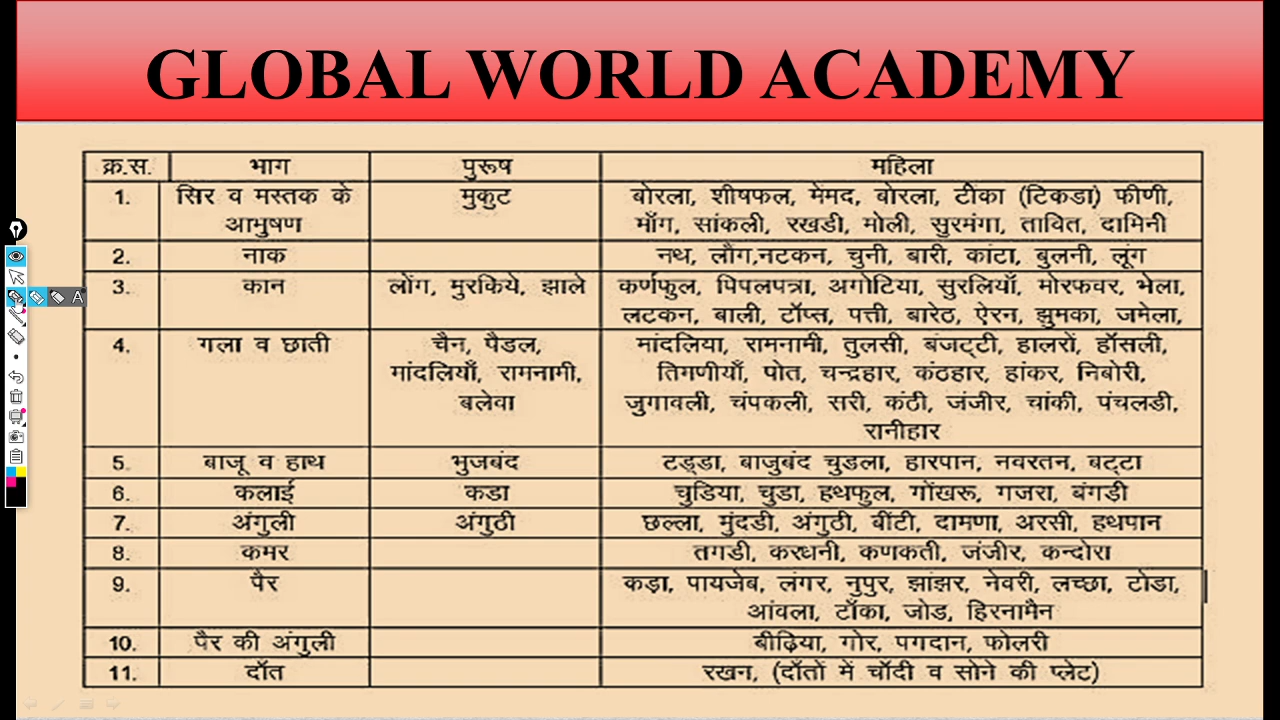 GLOBAL WORLD ACADEMY
क्र.स. भाग पुरूष महिला
1. सिर व मस्तक के आभुषण मुकुट बोरला, शीषफल, मेमद, बोरला, टीका (टिकडा) फीणी,
माँग, सांकली, रखडी, मोली, सुरमंगा, तावित, दामिनी
2. नाक नथ, लौंग,नटकन, चुनी, बारी, कांटा, बुलनी, लूंग
3. कान लोंग, मुरकिये, झाले कर्णफुल, पिपलपत्रा, अगोटिया, सुरलियाँ, मोरफवर, भेला,
लटकन, बाली, टॉप्स, पत्ती, बारेठ, ऐरन, झुमका, जमेला,
4. गला व छाती चैन, पैडल, मांदलिया, रामनामी, तुलसी, बंजट्टी, हालरों, हॉसली,
मांदलियाँ, रामनागी, तिगणीयाँ, पोत, चन्द्रहार, कंठहार, हांकर, निबोरी,
बलेवा जुगावली, चंपकली, सरी, कंठी, जंजीर, चांकी, पंचलडी,
रानीहार
5. बाजू व हाथ भुजबंद टड्डा, बाजुबंद चुडला, हारपान, नवरतन, बट्टा
6. कलाई कडा चुडिया, चुडा, हथफुल, गोंखरू, गजरा, बंगड़ी
7. अंगुली अंगुठी छल्ला, मुंदडी, अंगुठी, बींटी, दामणा, अरसी, हथपान
8. कमर तगडी, करधनी, कणकती, जंजीर, कन्दोरा
9. पैर कड़ा, पायजेब, लंगर, नुपुर, झांझर, नेवरी, लच्छा, टोडा,
आंवला, टाँका, जोड, हिरनामैन
10. पैर की अंगुली बीढ़िया, गोर, पगदान, फोलरी
11. दॉत रखन, (दाँतों में चॉदी व सोने की प्लेट)